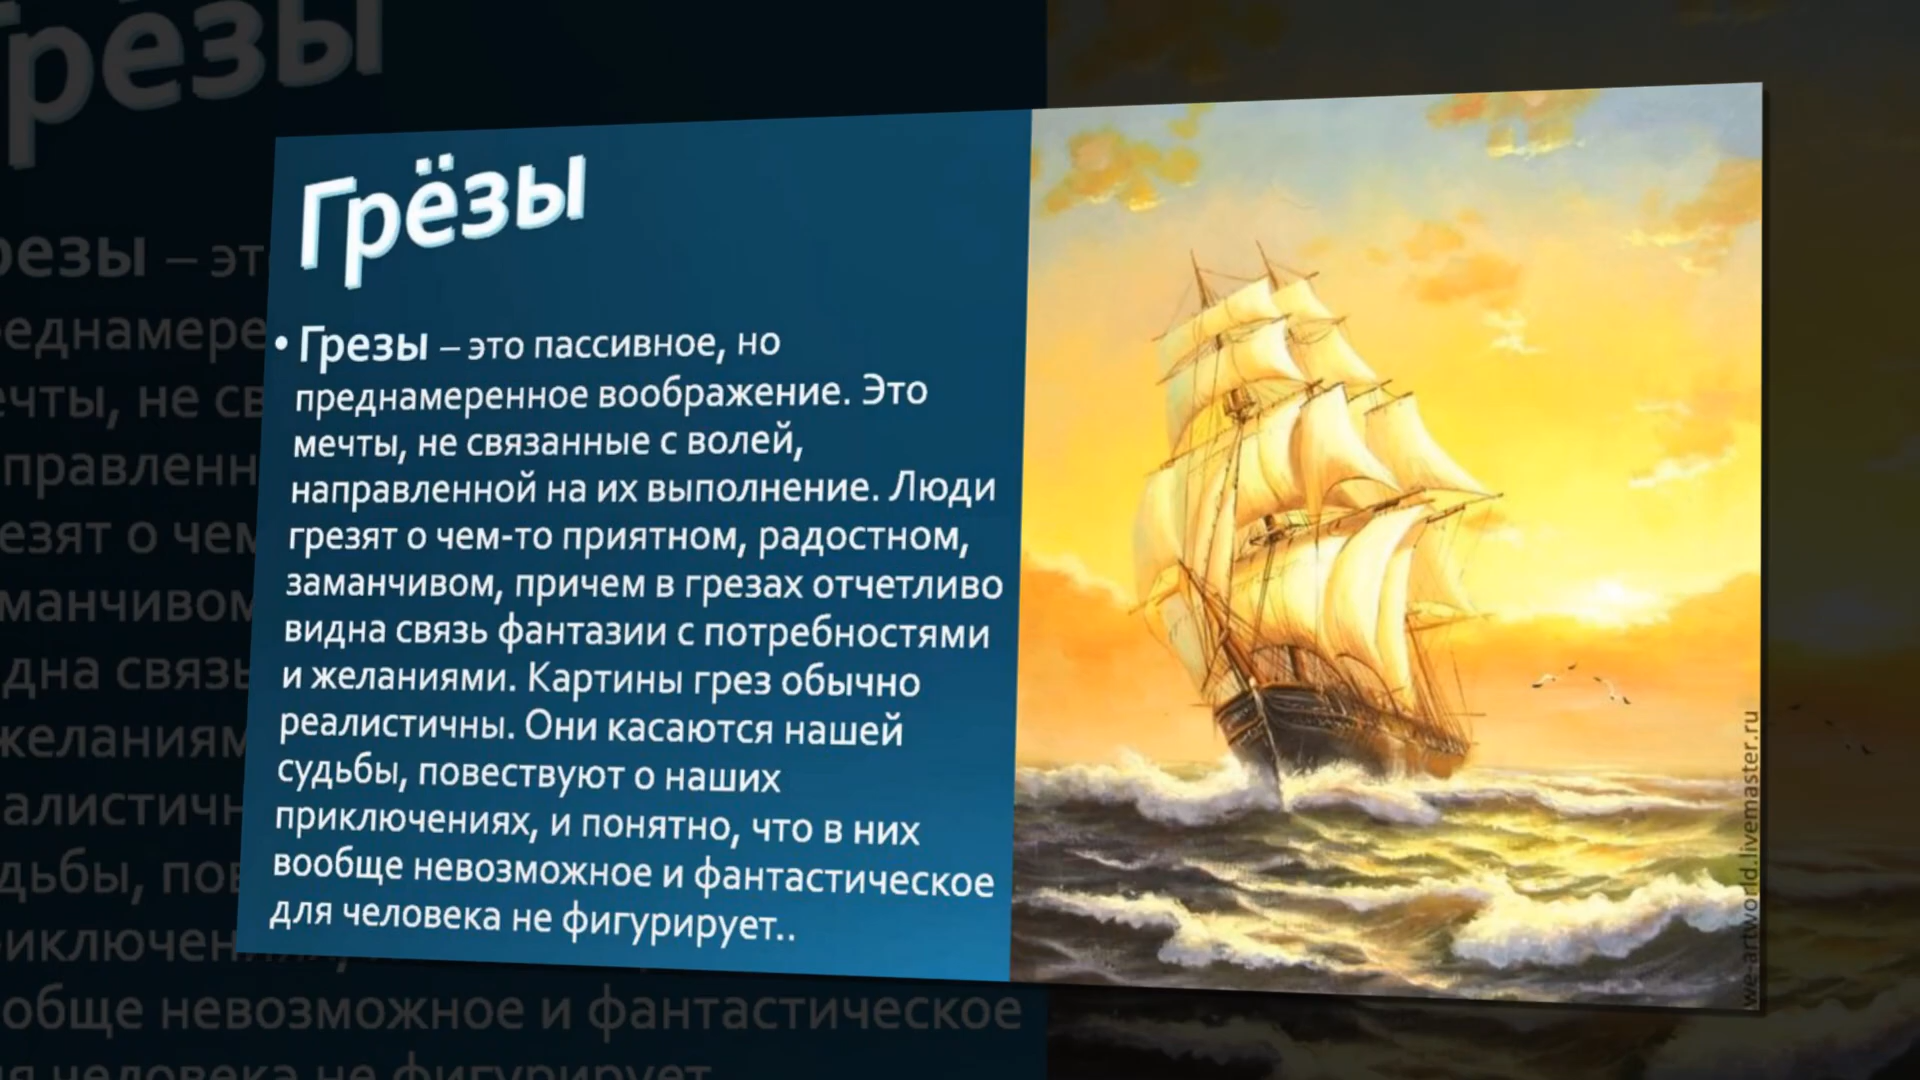 Грёзы
• Грезы – это пассивное, но
преднамеренное воображение. Это
мечты, не связанные с волей,
направленной на их выполнение. Люди
грезят о чем-то приятном, радостном,
заманчивом, причем в грезах отчетливо
видна связь фантазии с потребностями
и желаниями. Картины грез обычно
реалистичны. Они касаются нашей
судьбы, повествуют о наших
приключениях, и понятно, что в них
вообще невозможное и фантастическое
для человека не фигурирует..
we-artworld.livemaster.ru